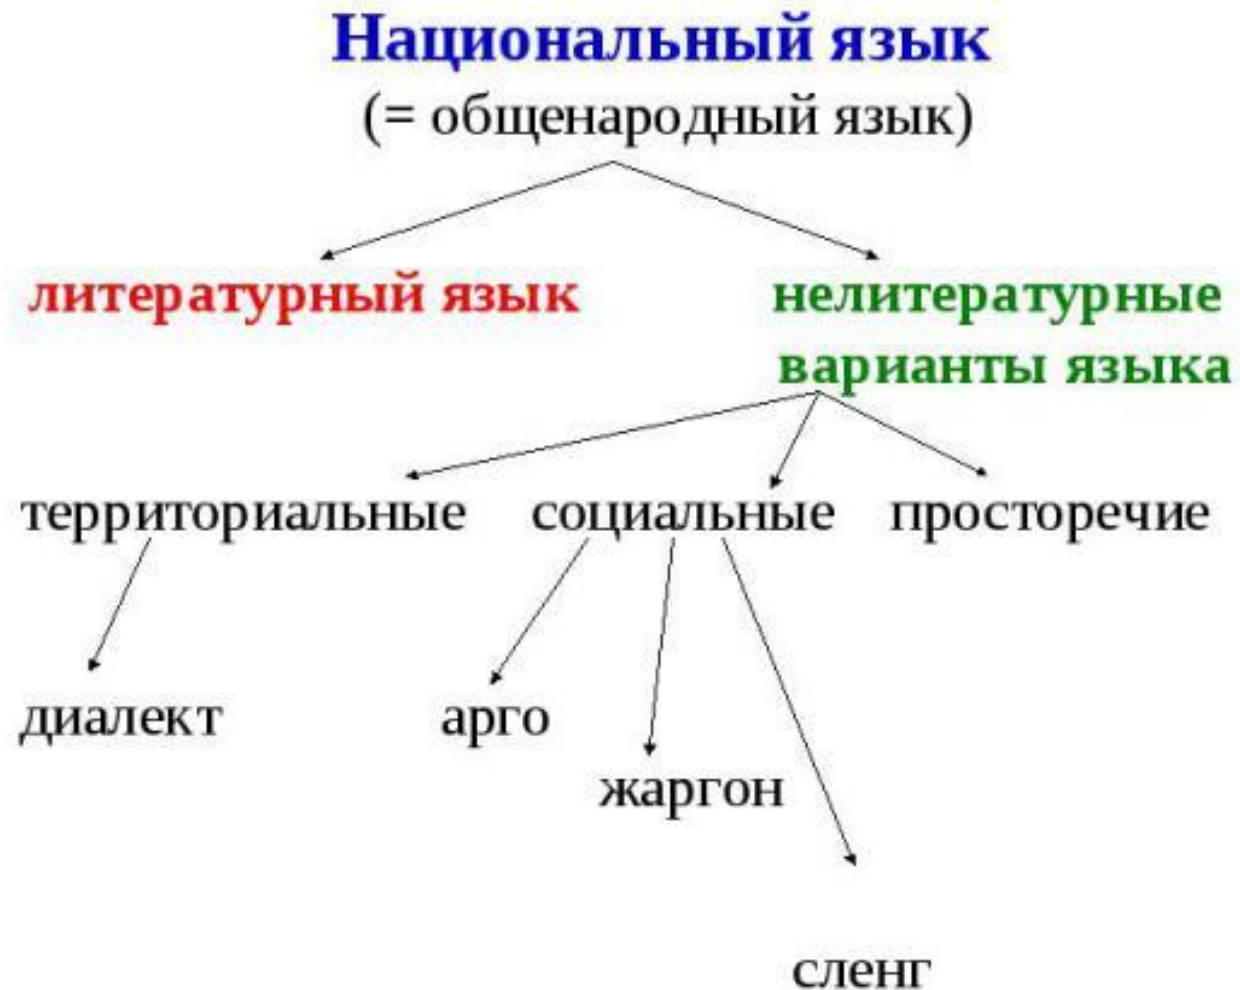 Национальный язык
(= общенародный язык)
литературный язык
нелитературные
варианты языка
территориальные
социальные
просторечие
диалект
арго
жаргон
сленг